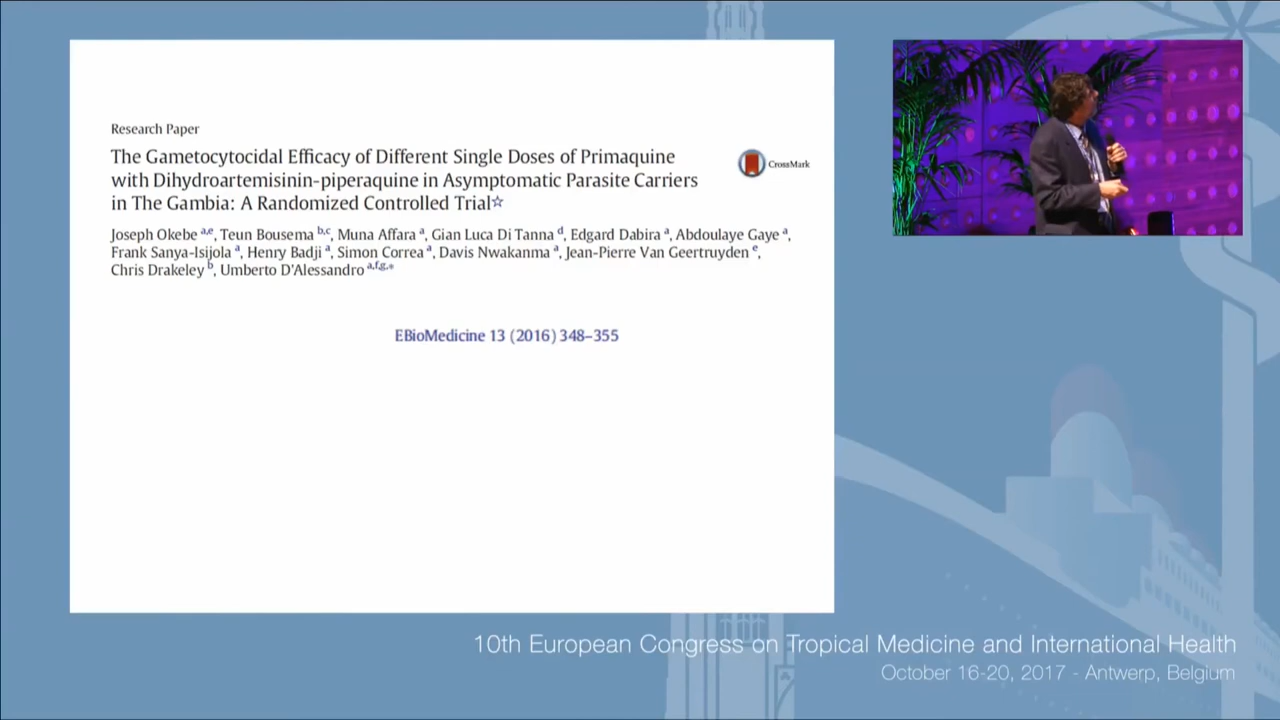 Research Paper
The Gametocytocidal Efficacy of Different Single Doses of Primaquine
with Dihydroartemisinin-piperaquine in Asymptomatic Parasite Carriers
in The Gambia: A Randomized Controlled Trial☆
CrossMark
Joseph Okebe a,e, Teun Bousema b,c, Muna Affara a, Gian Luca Di Tanna d, Edgard Dabira a, Abdoulaye Gaye a,
Frank Sanya-Isijola a, Henry Badji a, Simon Correa a, Davis Nwakanma a, Jean-Pierre Van Geertruyden e,
Chris Drakeley b, Umberto D'Alessandro a,f,g,*
EBioMedicine 13 (2016) 348–355
10th European Congress on Tropical Medicine and International Health
October 16-20, 2017 - Antwerp, Belgium